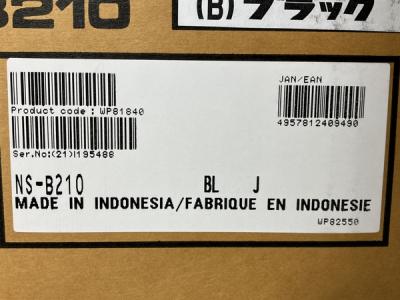 B210
(B)ブラック
JAN/EAN
Product code : WP81840
4957812409490
Ser.No:(21)I195488
NS-B210 BL J
MADE IN INDONESIA/FABRIQUE EN INDONESIE
WP82550